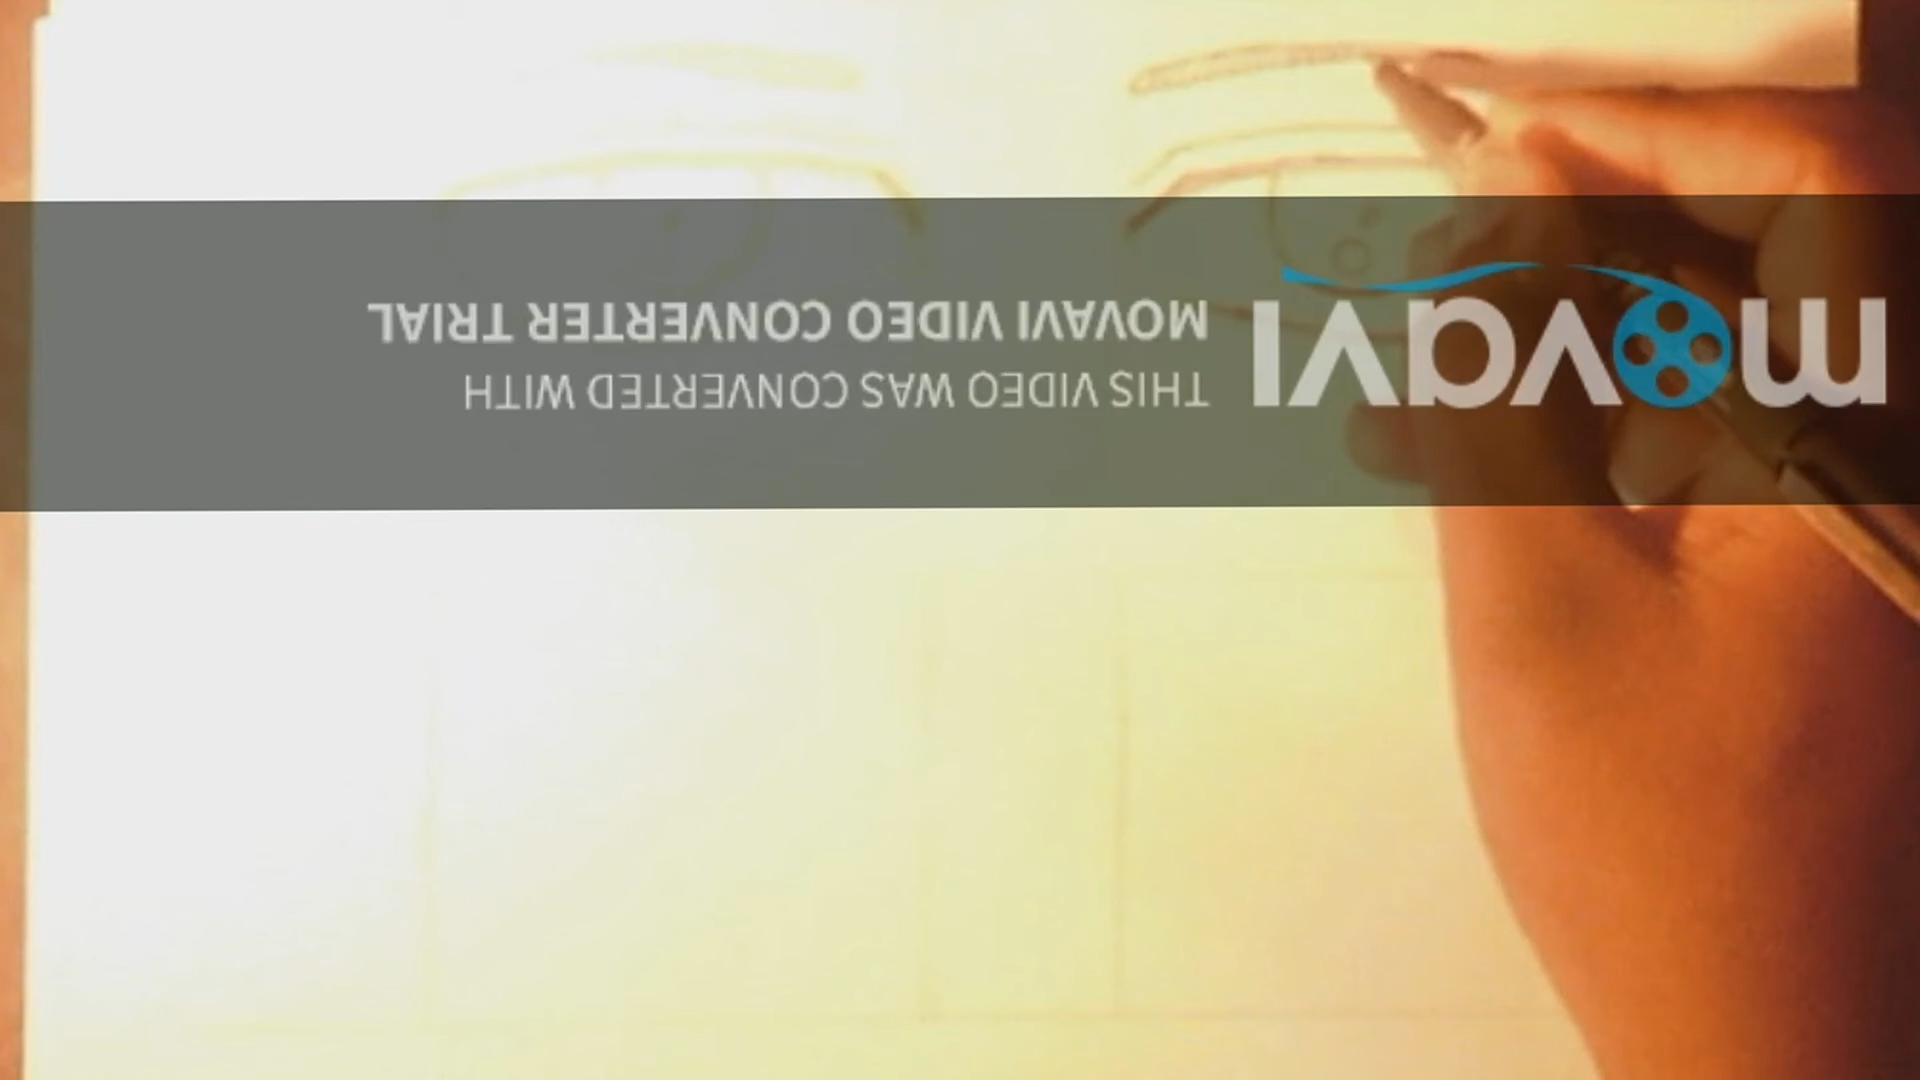 THIS VIDEO WAS CONVERTED WITH
MOVAVI VIDEO CONVERTER TRIAL
movavi